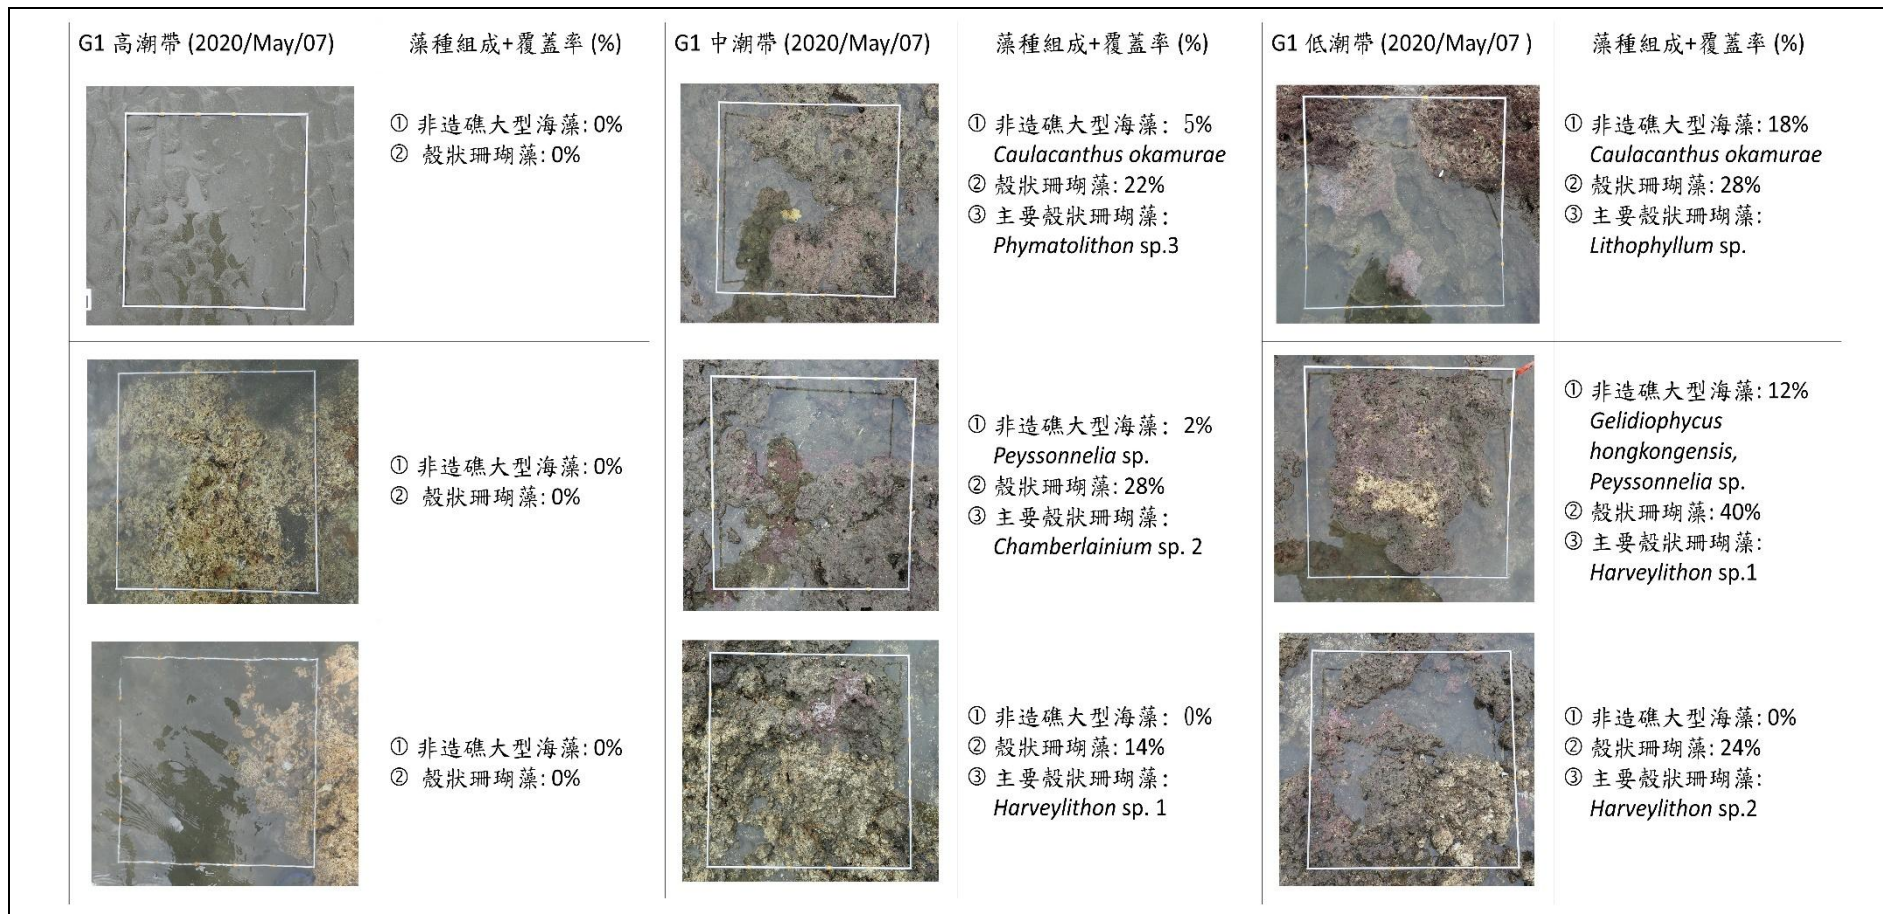 G1 高潮帶 (2020/May/07)
藻種組成+覆蓋率 (%)
① 非造礁大型海藻: 0%
② 殼狀珊瑚藻: 0%
① 非造礁大型海藻: 0%
② 殼狀珊瑚藻: 0%
① 非造礁大型海藻: 0%
② 殼狀珊瑚藻: 0%
G1 中潮帶 (2020/May/07)
藻種組成+覆蓋率 (%)
① 非造礁大型海藻: 5%
Caulacanthus okamurae
② 殼狀珊瑚藻: 22%
③ 主要殼狀珊瑚藻:
Phymatolithon sp.3
① 非造礁大型海藻: 2%
Peyssonnelia sp.
② 殼狀珊瑚藻: 28%
③ 主要殼狀珊瑚藻:
Chamberlainium sp. 2
① 非造礁大型海藻: 0%
② 殼狀珊瑚藻: 14%
③ 主要殼狀珊瑚藻:
Harveylithon sp. 1
G1 低潮帶 (2020/May/07 )
藻種組成+覆蓋率 (%)
① 非造礁大型海藻: 18%
Caulacanthus okamurae
② 殼狀珊瑚藻: 28%
③ 主要殼狀珊瑚藻:
Lithophyllum sp.
① 非造礁大型海藻: 12%
Gelidiophycus
hongkongensis,
Peyssonnelia sp.
② 殼狀珊瑚藻: 40%
③ 主要殼狀珊瑚藻:
Harveylithon sp.1
① 非造礁大型海藻: 0%
② 殼狀珊瑚藻: 24%
③ 主要殼狀珊瑚藻:
Harveylithon sp.2